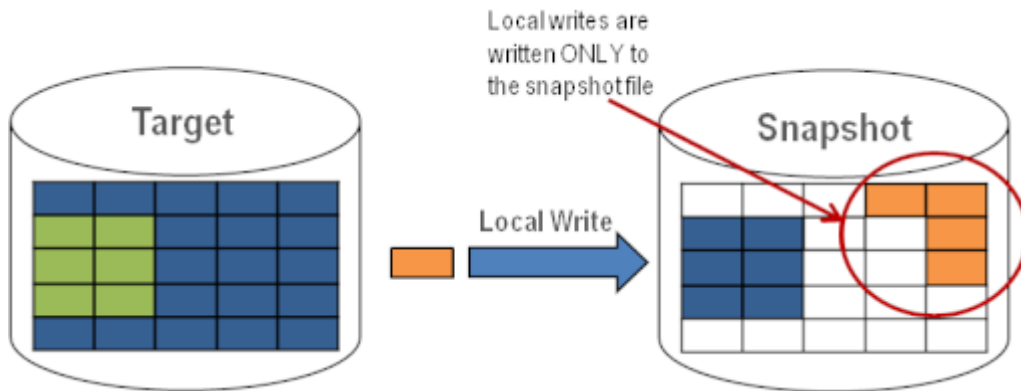 Local writes are
written ONLY to
the snapshot file
Target
Snapshot
Local Write